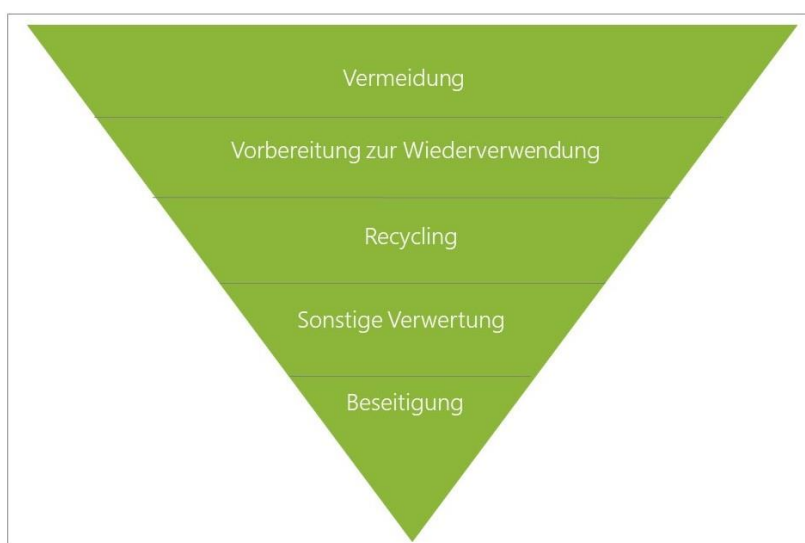 Vermeidung
Vorbereitung zur Wiederverwendung
Recycling
Sonstige Verwertung
Beseitigung